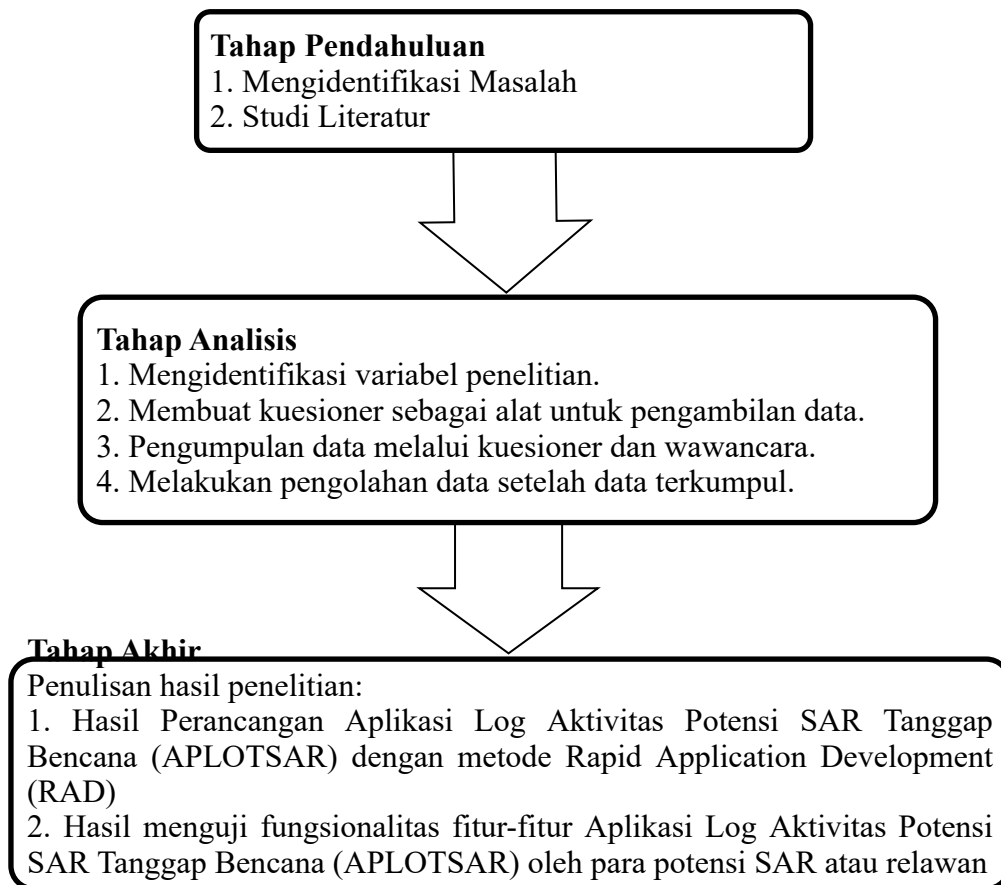 Tahap Pendahuluan
1. Mengidentifikasi Masalah
2. Studi Literatur
Tahap Analisis
1. Mengidentifikasi variabel penelitian.
2. Membuat kuesioner sebagai alat untuk pengambilan data.
3. Pengumpulan data melalui kuesioner dan wawancara.
4. Melakukan pengolahan data setelah data terkumpul.
Tahap Akhir
Penulisan hasil penelitian:
1. Hasil Perancangan Aplikasi Log Aktivitas Potensi SAR Tanggap
Bencana (APLOTSAR) dengan metode Rapid Application Development
(RAD)
2. Hasil menguji fungsionalitas fitur-fitur Aplikasi Log Aktivitas Potensi
SAR Tanggap Bencana (APLOTSAR) oleh para potensi SAR atau relawan